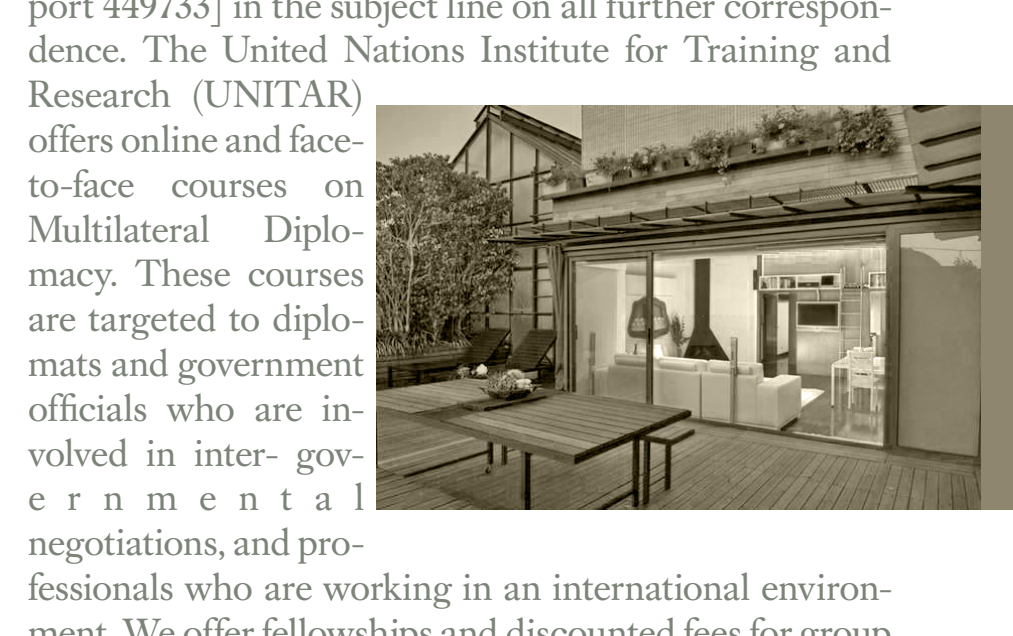 port 449733] in the subject line on all further correspon-
dence. The United Nations Institute for Training and
Research (UNITAR)
offers online and face-
to-face courses on
Multilateral Diplo-
macy. These courses
are targeted to diplo-
mats and government
officials who are in-
volved in inter- gov-
e r n m e n t a l
negotiations, and pro-
fessionals who are working in an international environ-
ment. We offer fellowships and discounted fees for group